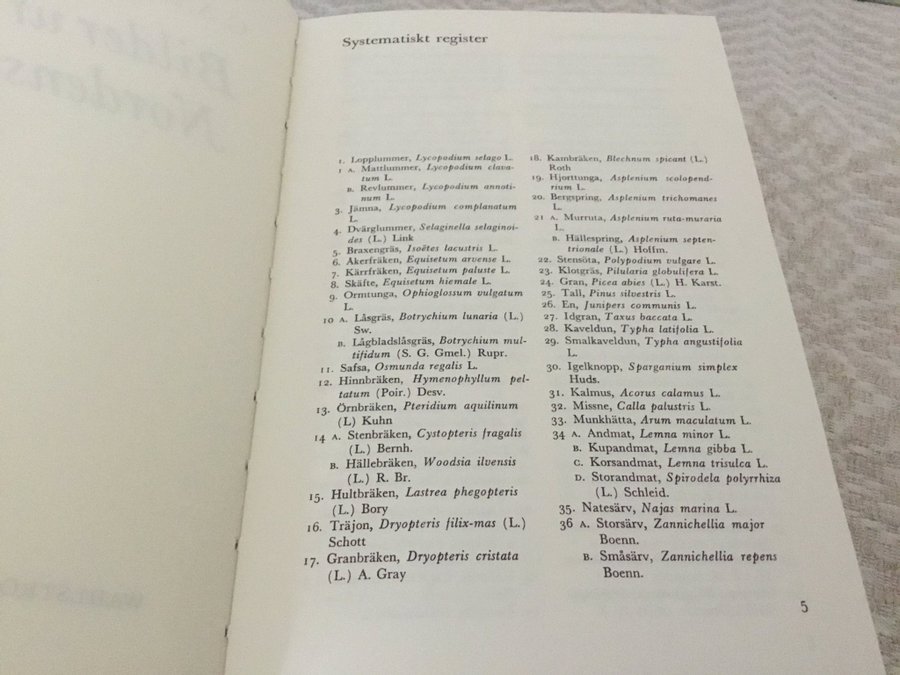 Systematiskt register
1. Lopplummer, Lycopodium selago L.
1 A. Mattlummer, Lycopodium clava-
tum L.
B. Revlummer, Lycopodium annoti-
num L.
3. Jämna, Lycopodium complanatum
L.
4. Dvärglummer, Selaginella selaginoi-
des (L.) Link
5. Braxengräs, Isoëtes lacustris L.
6. Åkerfräken, Equisetum arvense L.
7. Kärrfräken, Equisetum paluste L.
8. Skäfte, Equisetum hiemale L.
9. Ormtunga, Ophioglossum vulgatum
L.
10 A. Låsgräs, Botrychium lunaria (L.)
Sw.
B. Lågbladslåsgräs, Botrychium mul-
tifidum (S. G. Gmel.) Rupr.
11. Safsa, Osmunda regalis L.
12. Hinnbräken, Hymenophyllum pel-
tatum (Poir.) Desv.
13. Örnbräken, Pteridium aquilinum
(L) Kuhn
14 A. Stenbräken, Cystopteris fragalis
(L.) Bernh.
B. Hällebräken, Woodsia ilvensis
(L.) R. Br.
15. Hultbräken, Lastrea phegopteris
(L.) Bory
16. Träjon, Dryopteris filix-mas (L.)
Schott
17. Granbräken, Dryopteris cristata
(L.) A. Gray
18. Kambräken, Blechnum spicant (L.)
Roth
19. Hjorttunga, Asplenium scolopend-
rium L.
20. Bergspring, Asplenium trichomanes
L.
21 A. Murruta, Asplenium ruta-muraria
L.
B. Hällespring, Asplenium septen-
trionale (L.) Hoffm.
22. Stensöta, Polypodium vulgare L.
23. Klotgräs, Pilularia globulifera L.
24. Gran, Picea abies (L.) H. Karst.
25. Tall, Pinus silvestris L.
26. En, Junipers communis L.
27. Idgran, Taxus baccata L.
28. Kaveldun, Typha latifolia L.
29. Smalkaveldun, Typha angustifolia
L.
30. Igelknopp, Sparganium simplex
Huds.
31. Kalmus, Acorus calamus L.
32. Missne, Calla palustris L.
33. Munkhätta, Arum maculatum L.
34 A. Andmat, Lemna minor L.
B. Kupandmat, Lemna gibba L.
C. Korsandmat, Lemna trisulca L.
D. Storandmat, Spirodela polyrrhiza
(L.) Schleid.
35. Natesärv, Najas marina L.
36 A. Storsärv, Zannichellia major
Boenn.
B. Småsärv, Zannichellia repens
Boenn.
5